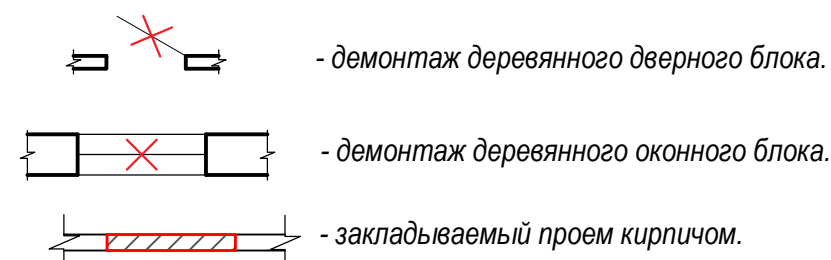 - демонтаж деревянного дверного блока.
- демонтаж деревянного оконного блока.
- закладываемый проем кирпичом.